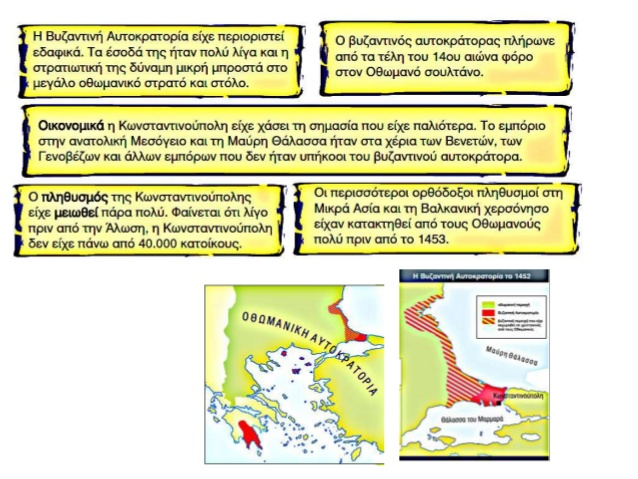 Η Βυζαντινή Αυτοκρατορία είχε περιοριστεί
εδαφικά. Τα έσοδά της ήταν πολύ λίγα και η
στρατιωτική της δύναμη μικρή μπροστά στο
μεγάλο οθωμανικό στρατό και στόλο.
Ο βυζαντινός αυτοκράτορας πλήρωνε
από τα τέλη του 14ου αιώνα φόρο
στον Οθωμανό σουλτάνο.
Οικονομικά η Κωνσταντινούπολη είχε χάσει τη σημασία που είχε παλιότερα. Το εμπόριο
στην ανατολική Μεσόγειο και τη Μαύρη Θάλασσα ήταν στα χέρια των Βενετών, των
Γενοβέζων και άλλων εμπόρων που δεν ήταν υπήκοοι του βυζαντινού αυτοκράτορα.
Ο πληθυσμός της Κωνσταντινούπολης
είχε μειωθεί πάρα πολύ. Φαίνεται ότι λίγο
πριν από την Άλωση, η Κωνσταντινούπολη
δεν είχε πάνω από 40.000 κατοίκους.
Οι περισσότεροι ορθόδοξοι πληθυσμοί στη
Μικρά Ασία και τη Βαλκανική χερσόνησο
είχαν κατακτηθεί από τους Οθωμανούς
πολύ πριν από το 1453.
ΟΘΩΜΑΝΙΚΗ ΑΥΤΟΚΡΑΤΟΡΙΑ
Η Βυζαντινή Αυτοκρατορία το 1452
Βυζαντινή Αυτοκρατορία
Μαύρη Θάλασσα
Κωνσταντινούπολη
Θάλασσα του Μαρμαρά